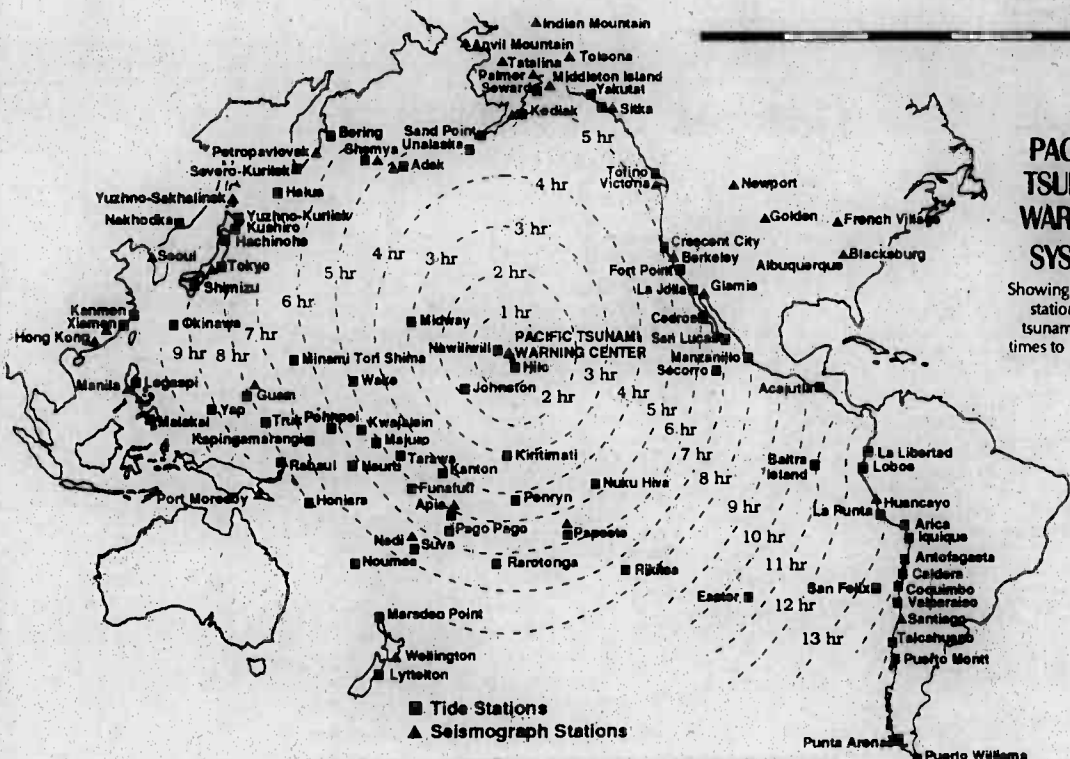 Indian Mountain
Anvil Mountain
Tatalina
Tolsona
Palmer
Middleton Island
Seward
Yakutat
Kodiak
Sitka
Bering
Sand Point
5 hr
Shemya
Unalaska
Petropavlovsk
Adak
Severo-Kurilsk
4 hr
Tofino
Victoria
Newport
Yuzhno-Sakhalinsk
Nakhodka
Golden
French Village
Yuzhno-Kurilsk
Kushiro
Hachinohe
3 hr
Crescent City
Berkeley
Blacksburg
Seoul
Tokyo
Shimizu
5 hr
4 hr
3 hr
2 hr
Fort Point
Albuquerque
La Jolla
Glamis
6 hr
Kanmen
Xiamen
Hong Kong
Okinawa
Midway
1 hr
Cedros
San Lucas
7 hr
8 hr
9 hr
Nawiliwili
PACIFIC TSUNAMI
WARNING CENTER
Hilo
Manzanillo
Socorro
Minami Tori Shima
Wake
Johnston
2 hr
3 hr
4 hr
5 hr
6 hr
7 hr
8 hr
9 hr
10 hr
11 hr
12 hr
13 hr
Acajutla
Manila
Legaspi
Guam
Malakal
Yap
Truk
Pohnpei
Kwajalein
Kapingamarangi
Majuro
Rabaul
Nauru
Tarawa
Kanton
Kiritimati
Baltra
Island
La Libertad
Lobos
Port Moresby
Honiara
Funafuti
Penryn
Nuku Hiva
Apia
Pago Pago
Papeete
Huancayo
La Punta
Arica
Iquique
Nadi
Suva
Noumea
Rarotonga
Rikitea
Antofagasta
Caldera
Easter
San Felix
Coquimbo
Valparaiso
Santiago
Talcahuano
Puerto Montt
Marsden Point
Wellington
Lyttelton
Tide Stations
Seismograph Stations
Punta Arenas
Puerto Williams
PAC
TSU
WAR
SYS
Showing
station
tsunam
times to